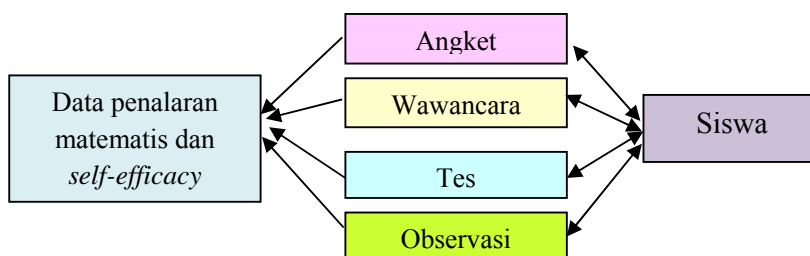 Data penalaran
matematis dan
self-efficacy
Angket
Wawancara
Tes
Observasi
Siswa